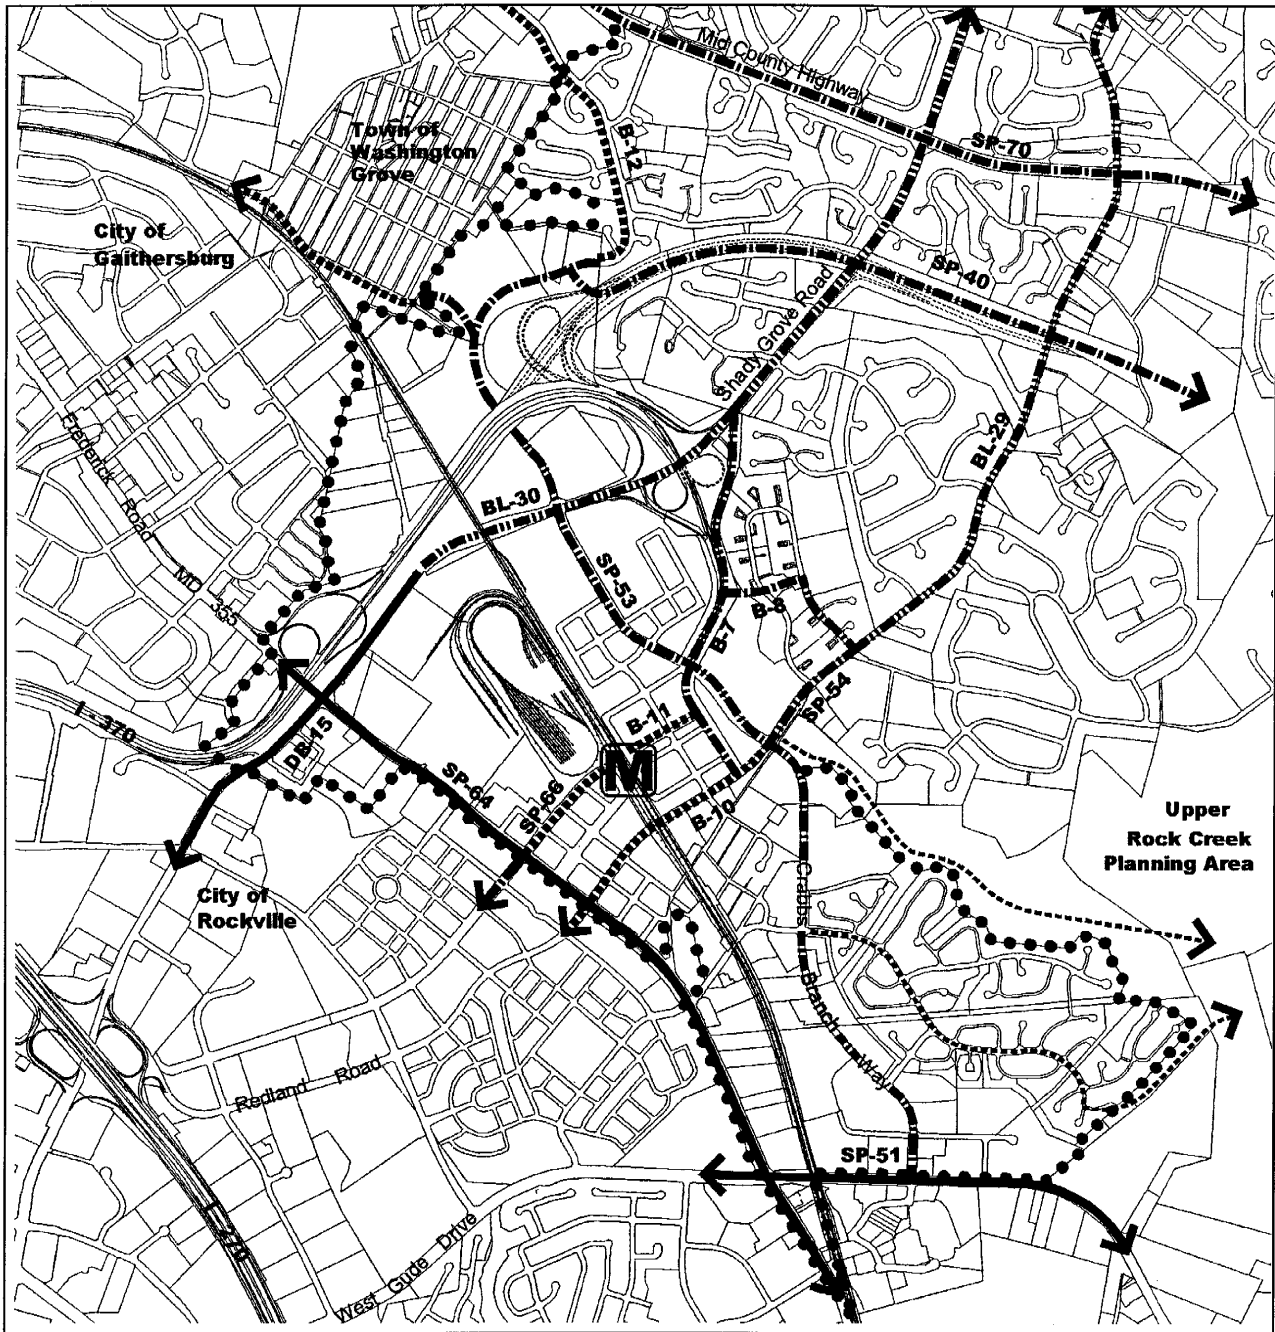 Mid County Highway
SP-70
B-12
Town of
Washington
Grove
City of
Gaithersburg
SP-40
Shady Grove Road
BL-29
Frederick Road
MD 355
BL-30
SP-53
B-8
B-7
SP-54
I - 370
DB-15
B-11
M
SP-64
SP-66
B-10
Upper
Rock Creek
Planning Area
City of
Rockville
Crabbs Branch Way
Redland Road
SP-51
I-270
West Gude Drive